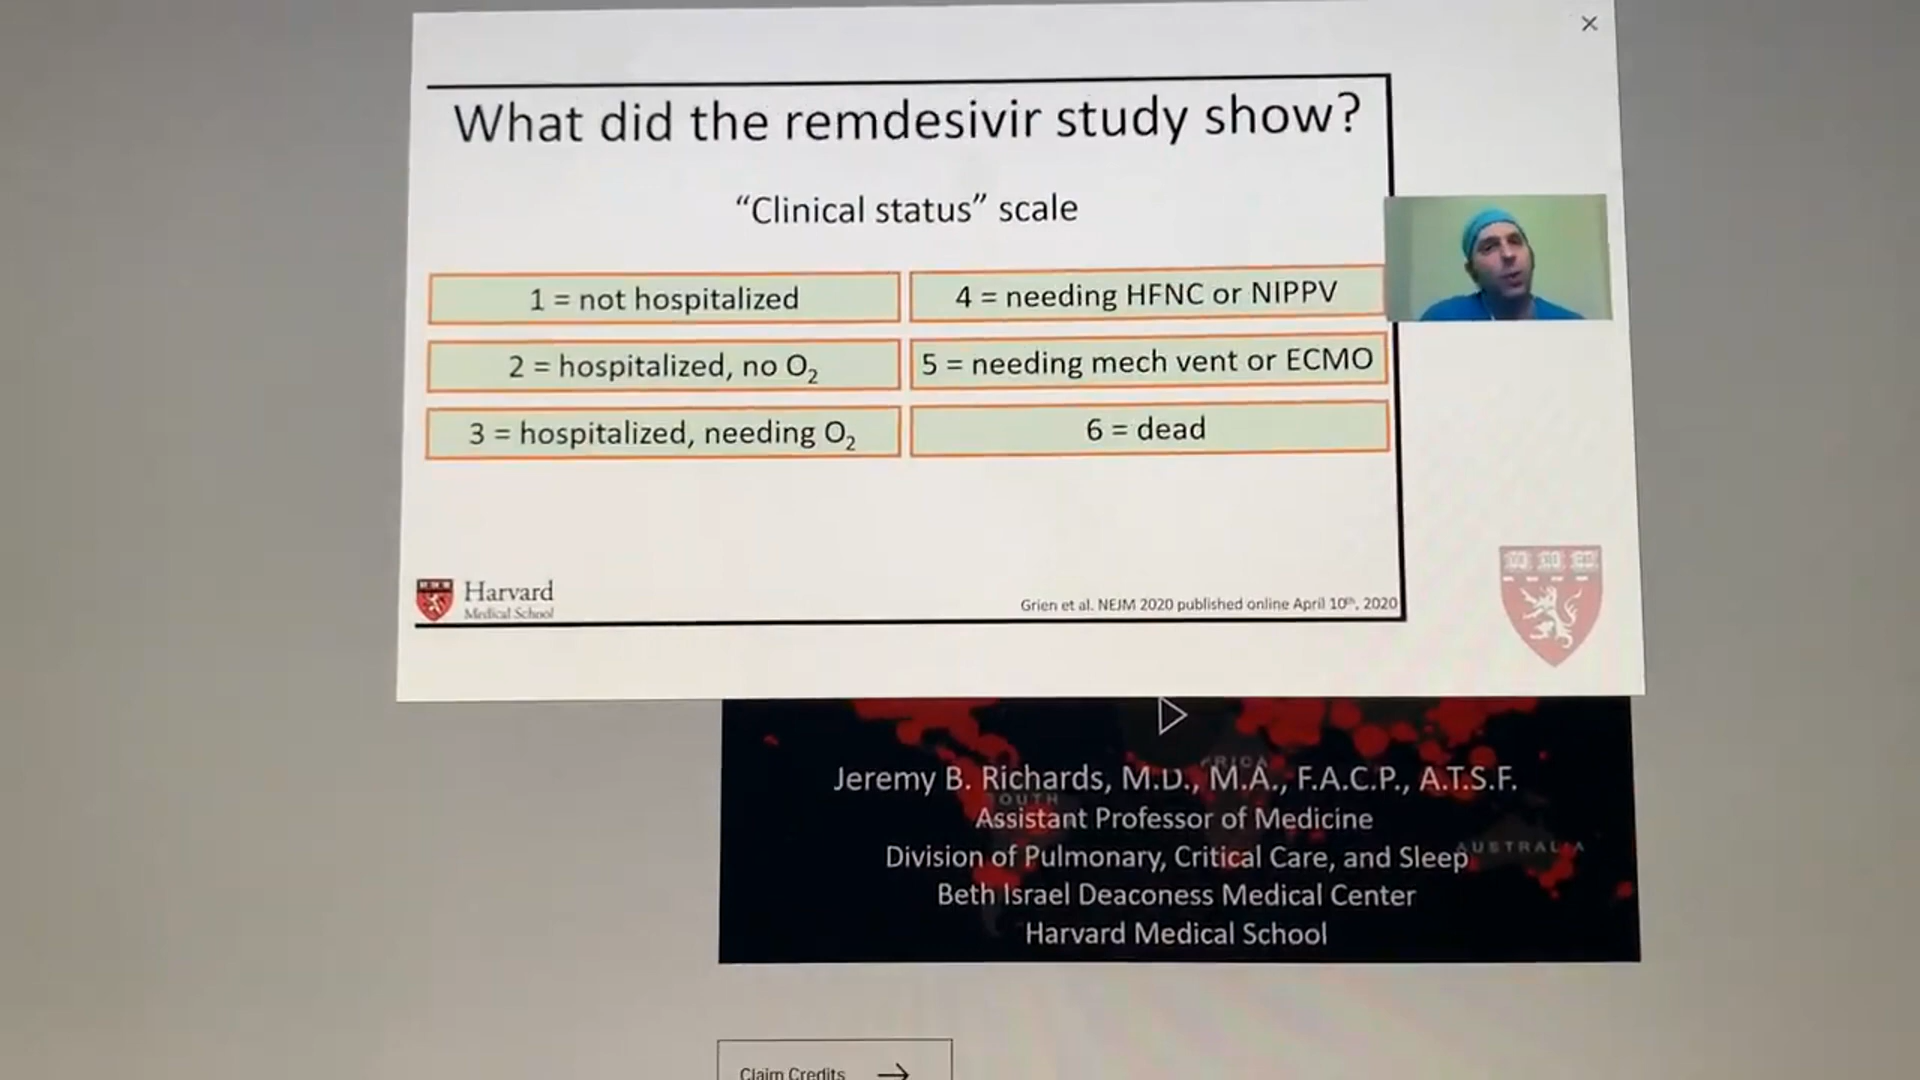 What did the remdesivir study show?
“Clinical status” scale
1 = not hospitalized
4 = needing HFNC or NIPPV
2 = hospitalized, no O₂
5 = needing mech vent or ECMO
3 = hospitalized, needing O₂
6 = dead
Harvard
Medical School
Grien et al. NEJM 2020 published online April 10th, 2020
Jeremy B. Richards, M.D., M.A., F.A.C.P., A.T.S.F.
Assistant Professor of Medicine
Division of Pulmonary, Critical Care, and Sleep
AUSTRALIA
Beth Israel Deaconess Medical Center
Harvard Medical School
Claim Credits